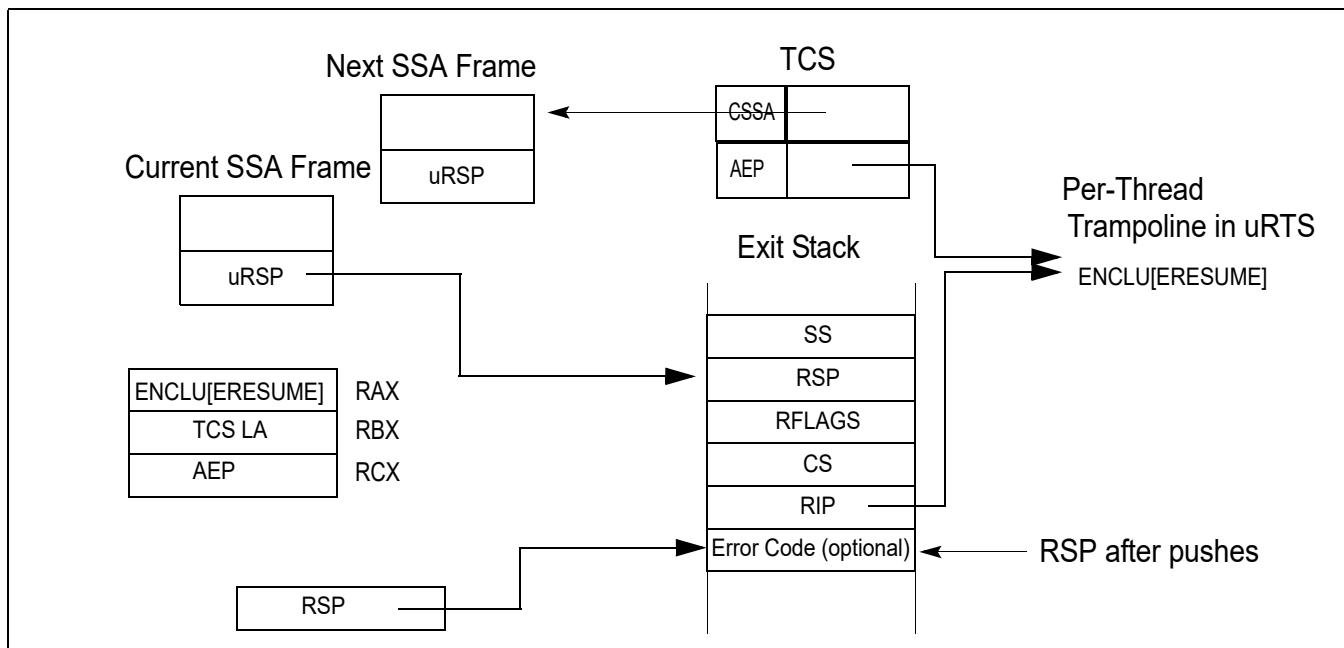 Next SSA Frame
TCS
CSSA
uRSP
AEP
Current SSA Frame
uRSP
Per-Thread
Trampoline in uRTS
ENCLU[ERESUME]
Exit Stack
SS
RSP
RFLAGS
CS
RIP
Error Code (optional)
RSP after pushes
ENCLU[ERESUME] RAX
TCS LA RBX
AEP RCX
RSP